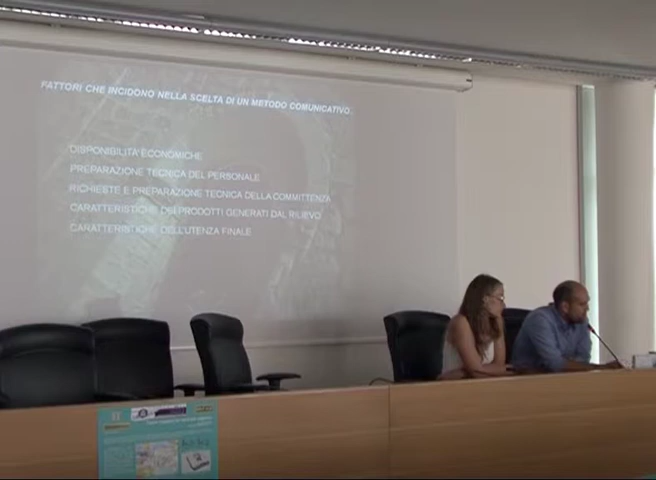 FATTORI CHE INCIDONO NELLA SCELTA DI UN METODO COMUNICATIVO
DISPONIBILITA' ECONOMICHE
PREPARAZIONE TECNICA DEL PERSONALE
RICHIESTE E PREPARAZIONE TECNICA DELLA COMMITTENZA
CARATTERISTICHE DEI PRODOTTI GENERATI DAL RILIEVO
CARATTERISTICHE DELL'UTENZA FINALE